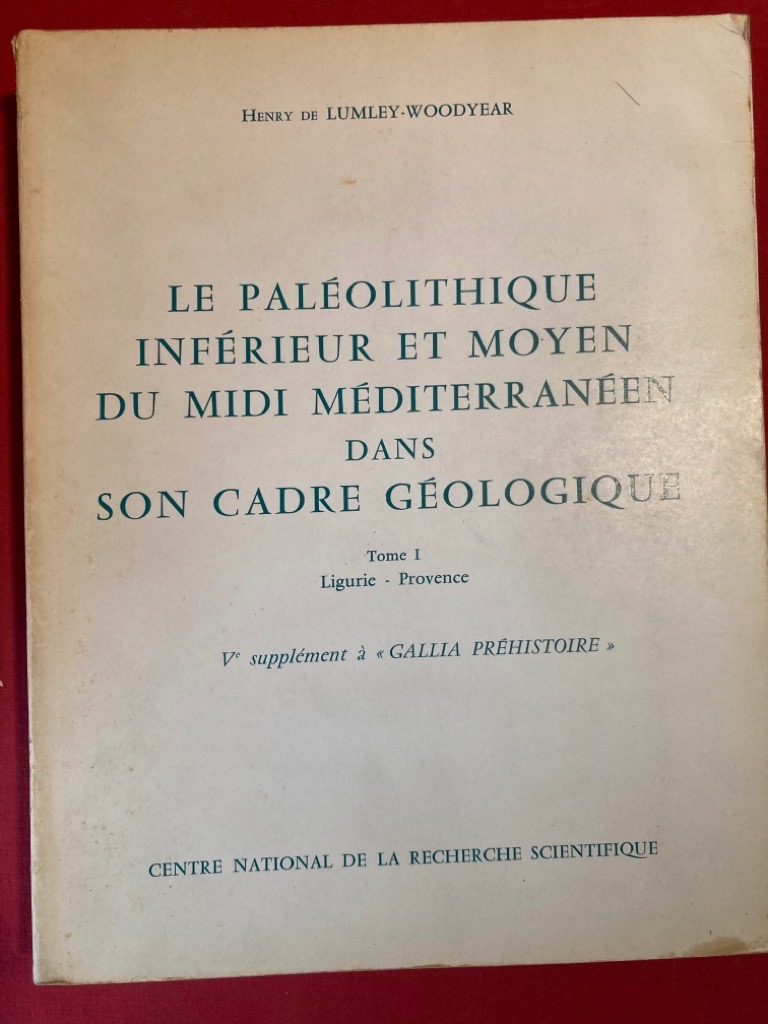 Henry de LUMLEY-WOODYEAR
LE PALÉOLITHIQUE
INFÉRIEUR ET MOYEN
DU MIDI MÉDITERRANÉEN
DANS
SON CADRE GÉOLOGIQUE
Tome I
Ligurie - Provence
Ve supplément à « GALLIA PRÉHISTOIRE »
CENTRE NATIONAL DE LA RECHERCHE SCIENTIFIQUE